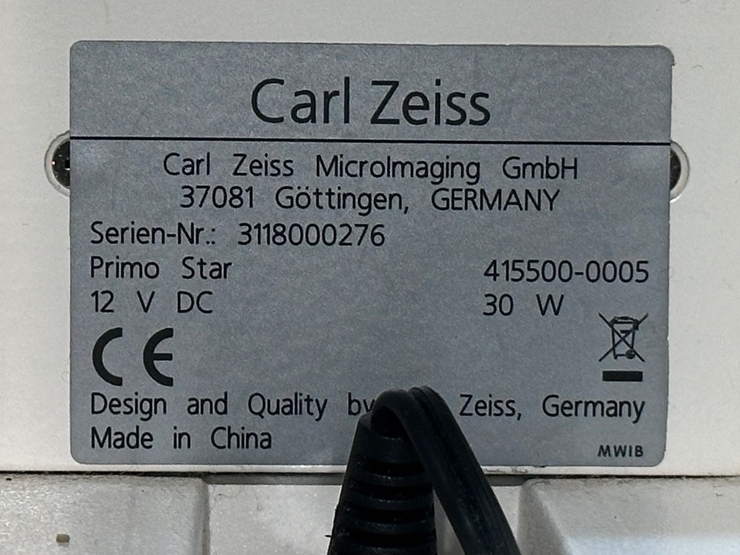 Carl Zeiss
Carl Zeiss MicroImaging GmbH
37081 Göttingen, GERMANY
Serien-Nr.: 3118000276
Primo Star 415500-0005
12 V DC 30 W
CE
Design and Quality by Zeiss, Germany
Made in China
MWIB